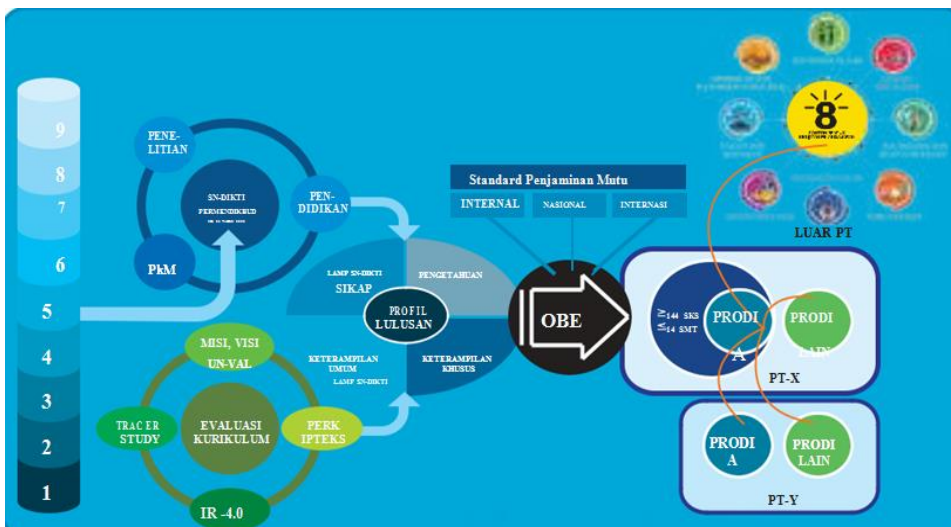 9
8
7
6
5
4
3
2
1
PENE-
LITIAN
SN-DIKTI
PERMENDIKBUD
PEN-
DIDIKAN
PkM
MISI, VISI
UN-VAL
TRACER
STUDY
EVALUASI
KURIKULUM
PERK
IPTEKS
IR -4.0
LAMP SN-DIKTI
SIKAP
PENGETAHUAN
PROFIL
LULUSAN
KETERAMPILAN
UMUM
LAMP SN-DIKTI
KETERAMPILAN
KHUSUS
Standard Penjaminan Mutu
INTERNAL
NASIONAL
INTERNASI
OBE
8
LUAR PT
≥144 SKS
≤14 SMT
PRODI
A
PRODI
LAIN
PT-X
PRODI
A
PRODI
LAIN
PT-Y